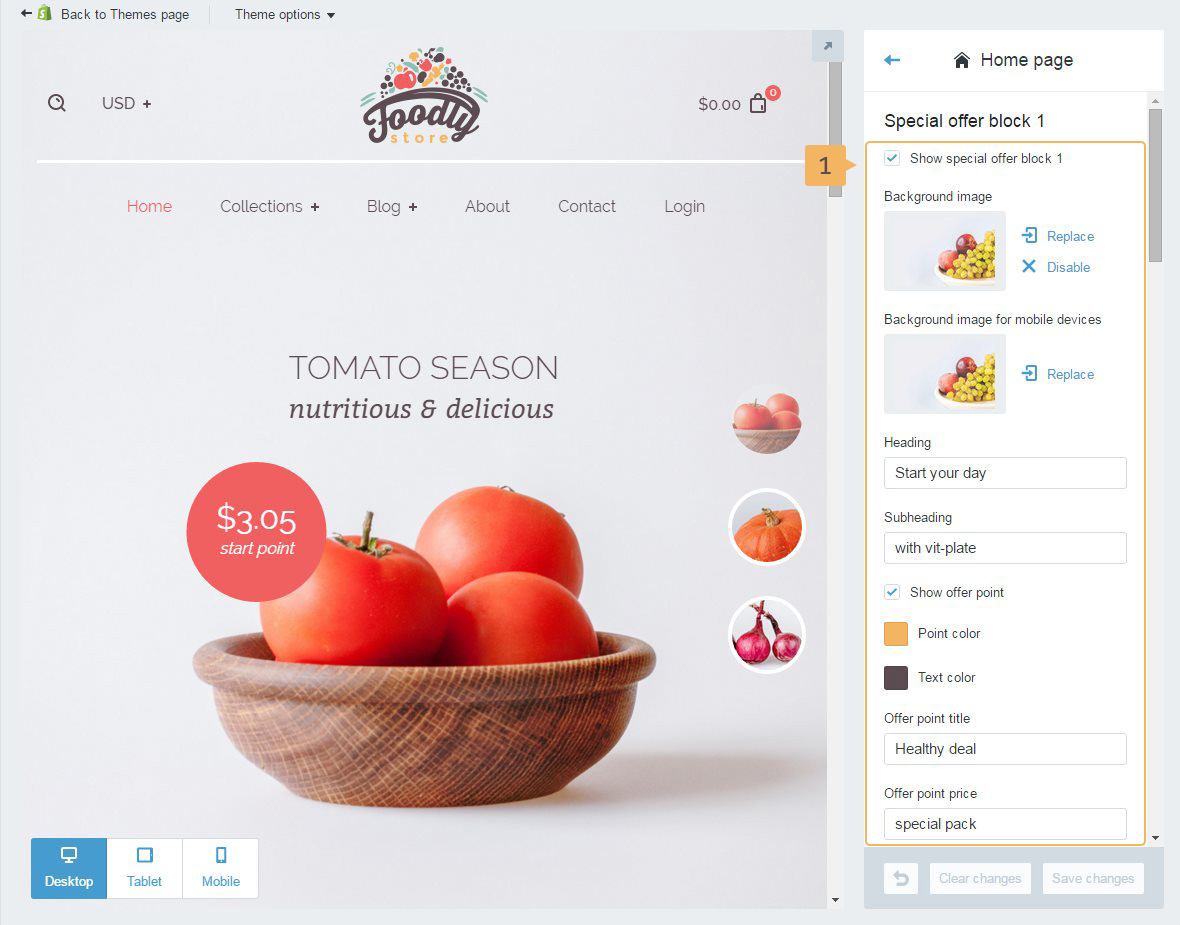 Back to Themes page
Theme options
USD +
Foodly
store
$0.00
0
Home
Collections +
Blog +
About
Contact
Login
TOMATO SEASON
nutritious & delicious
$3.05
start point
Desktop
Tablet
Mobile
Home page
Special offer block 1
1
Show special offer block 1
Background image
Replace
Disable
Background image for mobile devices
Replace
Heading
Start your day
Subheading
with vit-plate
Show offer point
Point color
Text color
Offer point title
Healthy deal
Offer point price
special pack
Clear changes
Save changes